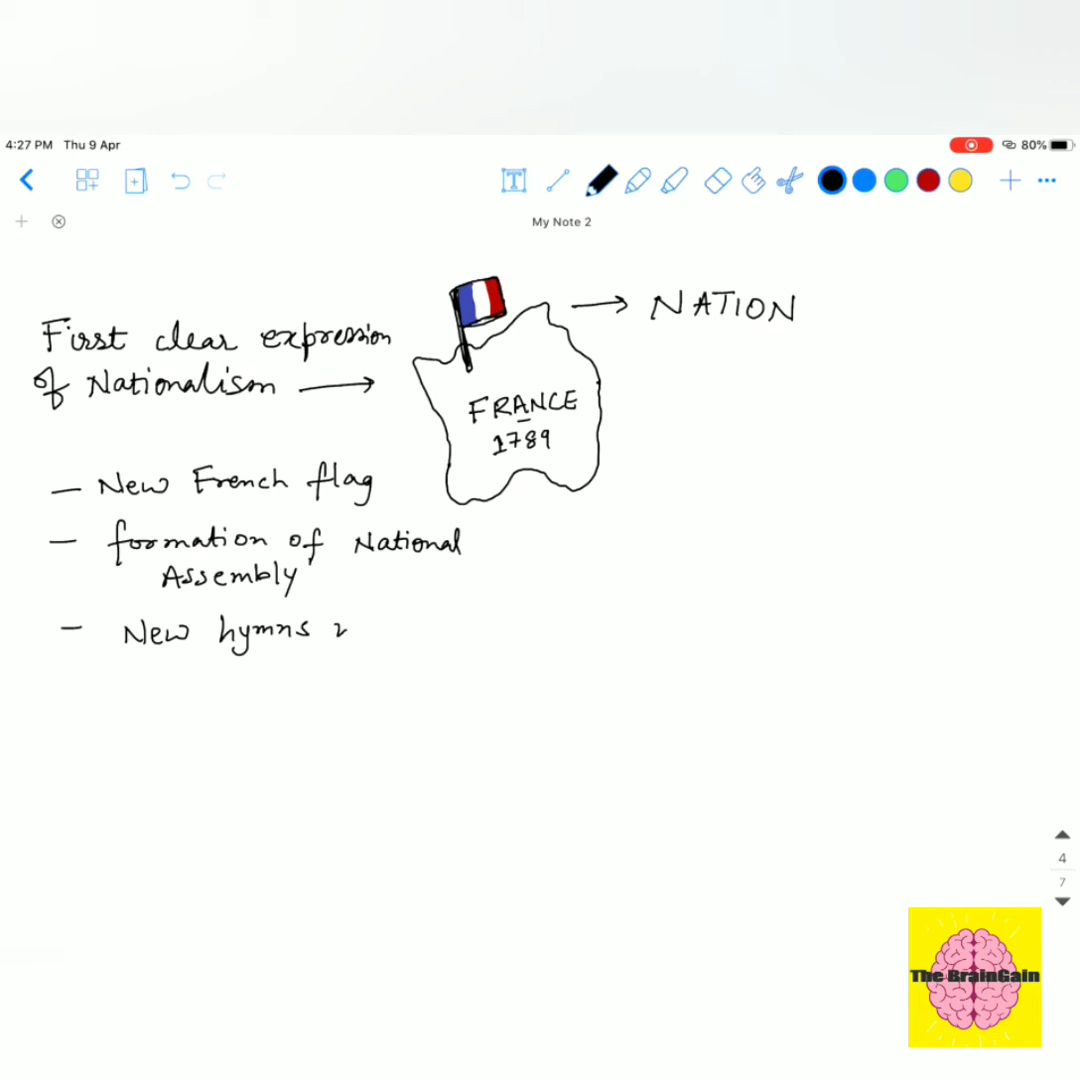 4:27 PM Thu 9 Apr
80%
T
My Note 2
First clear expression
of Nationalism
NATION
FRANCE
1789
— New French flag
— formation of National
Assembly
— New hymns
4
7
The BrainGain